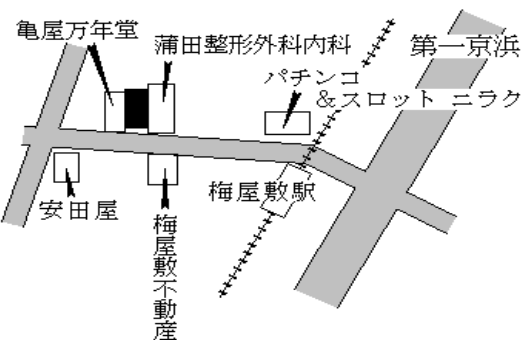 亀屋万年堂
蒲田整形外科内科
第一京浜
パチンコ
&スロット ニラク
梅屋敷駅
安田屋
梅屋敷不動産